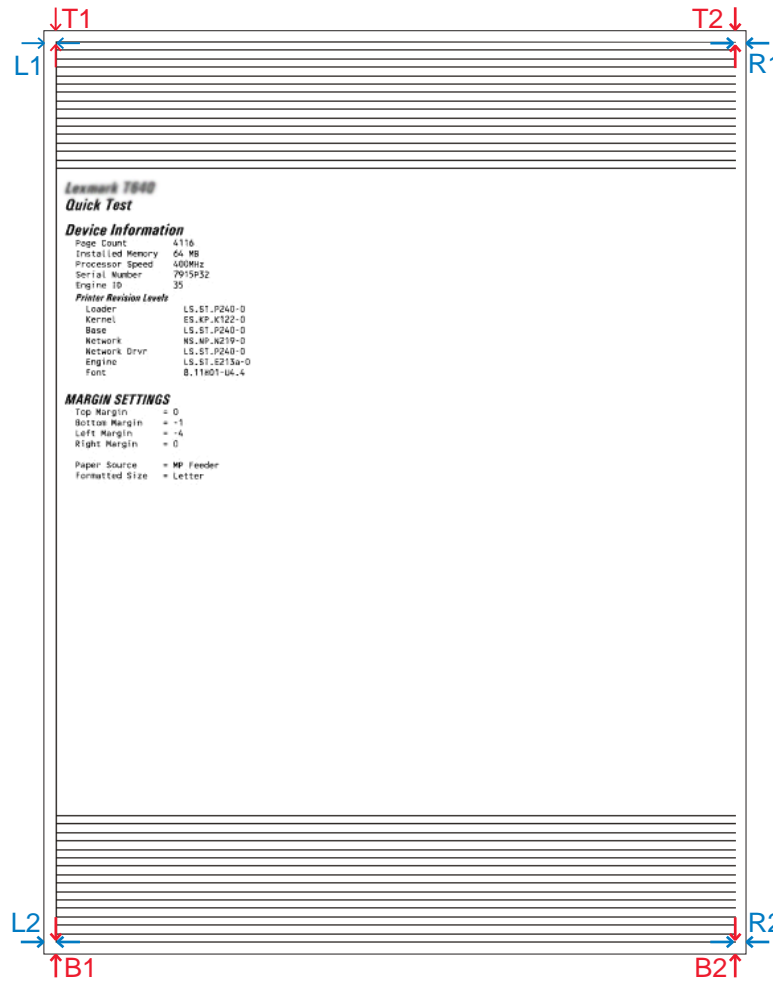 T1 T2
L1 R1
Lexmark T640
Quick Test
Device Information
Page Count 4116
Installed Memory 64 MB
Processor Speed 400MHz
Serial Number 7915P32
Engine ID 35
Printer Revision Levels
Loader LS.ST.P240-0
Kernel ES.KP.K122-0
Base LS.ST.P240-0
Network NS.NP.N219-0
Network Drvr LS.ST.P240-0
Engine LS.ST.E213a-0
Font
MARGIN SETTINGS
Top Margin = 0
Bottom Margin = -1
Left Margin = -4
Right Margin = 0
Paper Source = MP Feeder
Formatted Size = Letter
L2 R2
B1 B2